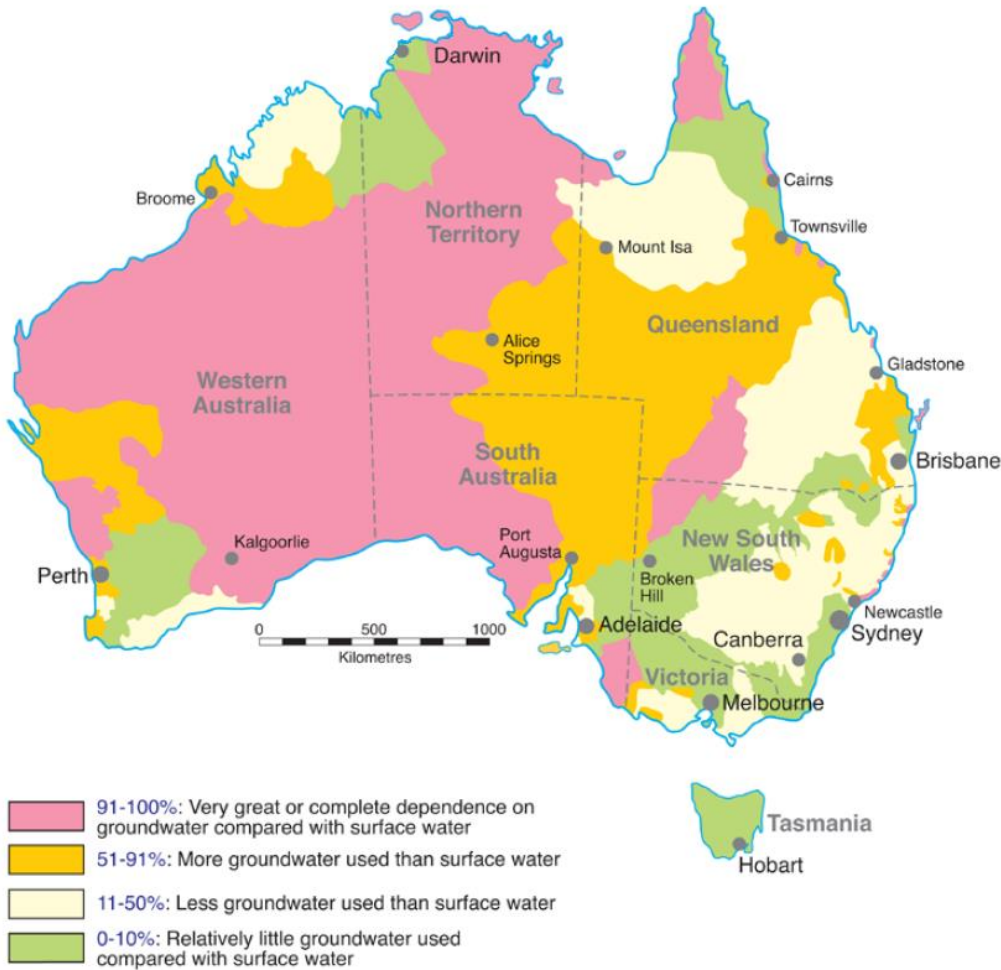 Darwin
Broome
Cairns
Northern
Territory
Townsville
Mount Isa
Queensland
Alice
Springs
Gladstone
Western
Australia
South
Australia
Brisbane
Port
Augusta
Kalgoorlie
New South
Wales
Perth
Broken
Hill
Newcastle
Sydney
Adelaide
0 500 1000
Kilometres
Canberra
Victoria
Melbourne
Tasmania
Hobart
91-100%: Very great or complete dependence on
groundwater compared with surface water
51-91%: More groundwater used than surface water
11-50%: Less groundwater used than surface water
0-10%: Relatively little groundwater used
compared with surface water